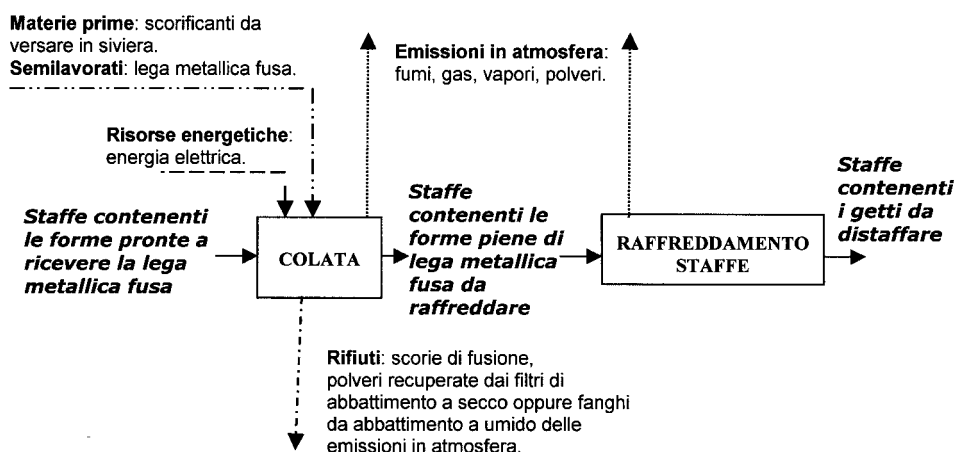 Materie prime: scorificanti da
versare in siviera.
Semilavorati: lega metallica fusa.
Risorse energetiche:
energia elettrica.
Emissioni in atmosfera:
fumi, gas, vapori, polveri.
Staffe contenenti
le forme pronte a
ricevere la lega
metallica fusa
COLATA
Staffe
contenenti le
forme piene di
lega metallica
fusa da
raffreddare
RAFFREDDAMENTO
STAFFE
Staffe
contenenti
i getti da
distaffare
Rifiuti: scorie di fusione,
polveri recuperate dai filtri di
abbattimento a secco oppure fanghi
da abbattimento a umido delle
emissioni in atmosfera.